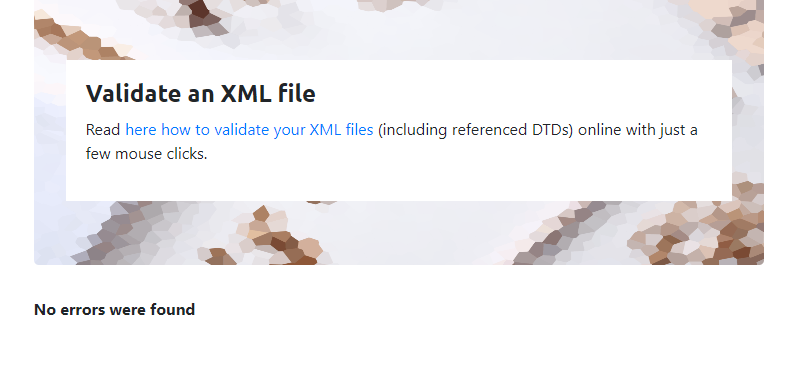 Validate an XML file
Read here how to validate your XML files (including referenced DTDs) online with just a
few mouse clicks.
No errors were found